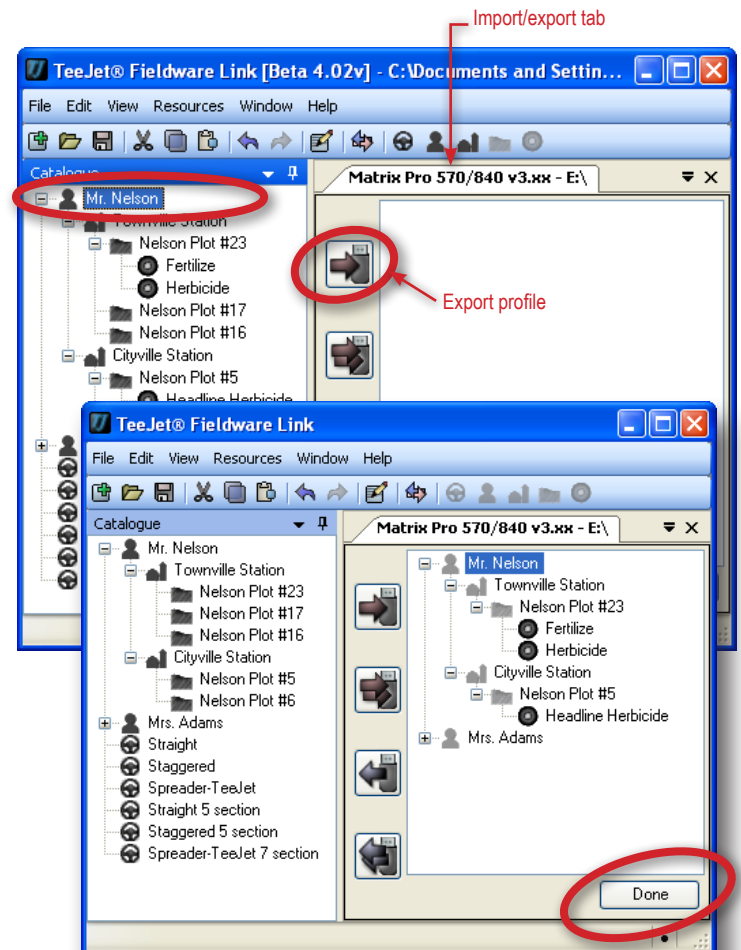 Import/export tab
TeeJet® Fieldware Link [Beta 4.02v] - C:\Documents and Settin...
File Edit View Resources Window Help
Catalogue
Matrix Pro 570/840 v3.xx - E:\
Mr. Nelson
Townville Station
Nelson Plot #23
Fertilize
Herbicide
Nelson Plot #17
Nelson Plot #16
Cityville Station
Nelson Plot #5
Headline Herbicide
Export profile
TeeJet® Fieldware Link
File Edit View Resources Window Help
Catalogue
Matrix Pro 570/840 v3.xx - E:\
Mr. Nelson
Townville Station
Nelson Plot #23
Nelson Plot #17
Nelson Plot #16
Cityville Station
Nelson Plot #5
Nelson Plot #6
Mrs. Adams
Straight
Staggered
Spreader-TeeJet
Straight 5 section
Staggered 5 section
Spreader-TeeJet 7 section
Mr. Nelson
Townville Station
Nelson Plot #23
Fertilize
Herbicide
Cityville Station
Nelson Plot #5
Headline Herbicide
Mrs. Adams
Done